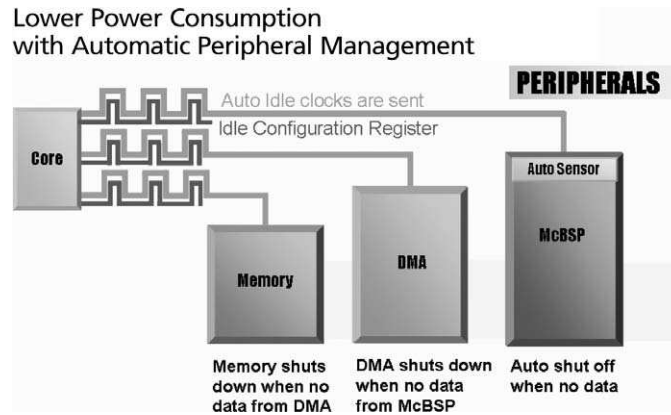 Lower Power Consumption
with Automatic Peripheral Management
PERIPHERALS
Auto Idle clocks are sent
Idle Configuration Register
Core
Auto Sensor
McBSP
DMA
Memory
Memory shuts
down when no
data from DMA
DMA shuts down
when no data
from McBSP
Auto shut off
when no data